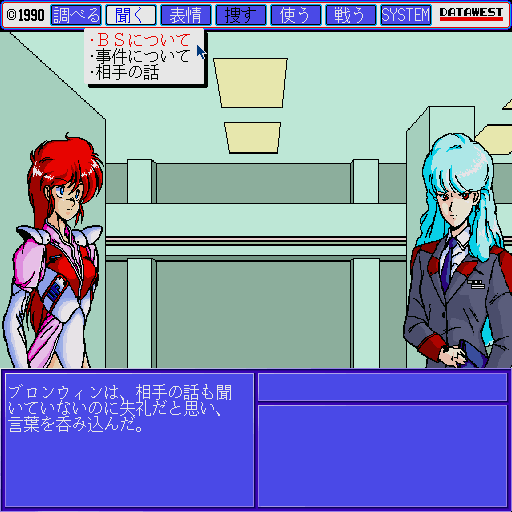 ©1990 調べる 聞く 表情 捜す 使う 戦う SYSTEM DATAWEST
・BSについて
・事件について
・相手の話
ブロンウィンは、相手の話も聞
いていないのに失礼だと思い、
言葉を呑み込んだ。